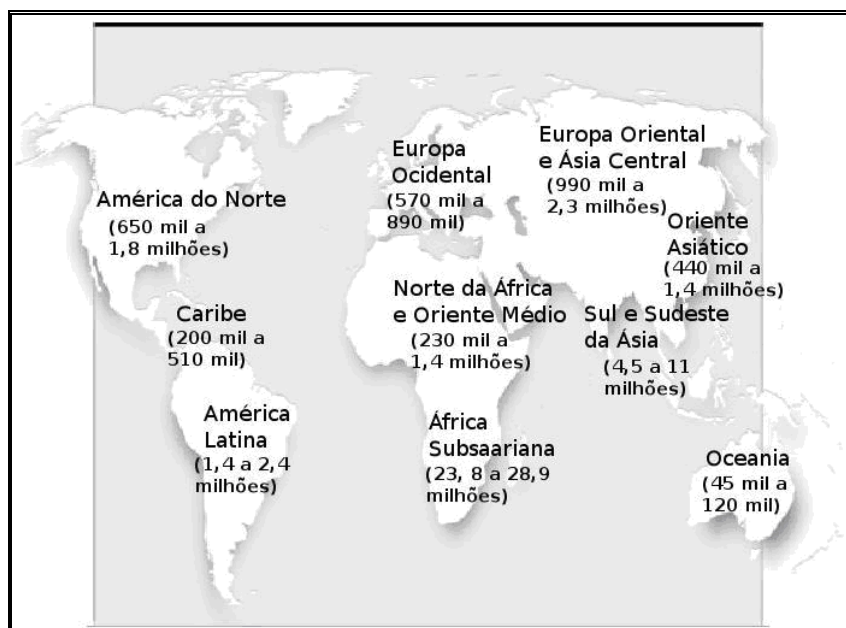 América do Norte
(650 mil a
1,8 milhões)
Europa
Ocidental
(570 mil a
890 mil)
Europa Oriental
e Ásia Central
(990 mil a
2,3 milhões)
Oriente
Asiático
(440 mil a
1,4 milhões)
Caribe
(200 mil a
510 mil)
Norte da África
e Oriente Médio
(230 mil a
1,4 milhões)
Sul e Sudeste
da Ásia
(4,5 a 11
milhões)
América
Latina
(1,4 a 2,4
milhões)
África
Subsaariana
(23, 8 a 28,9
milhões)
Oceania
(45 mil a
120 mil)